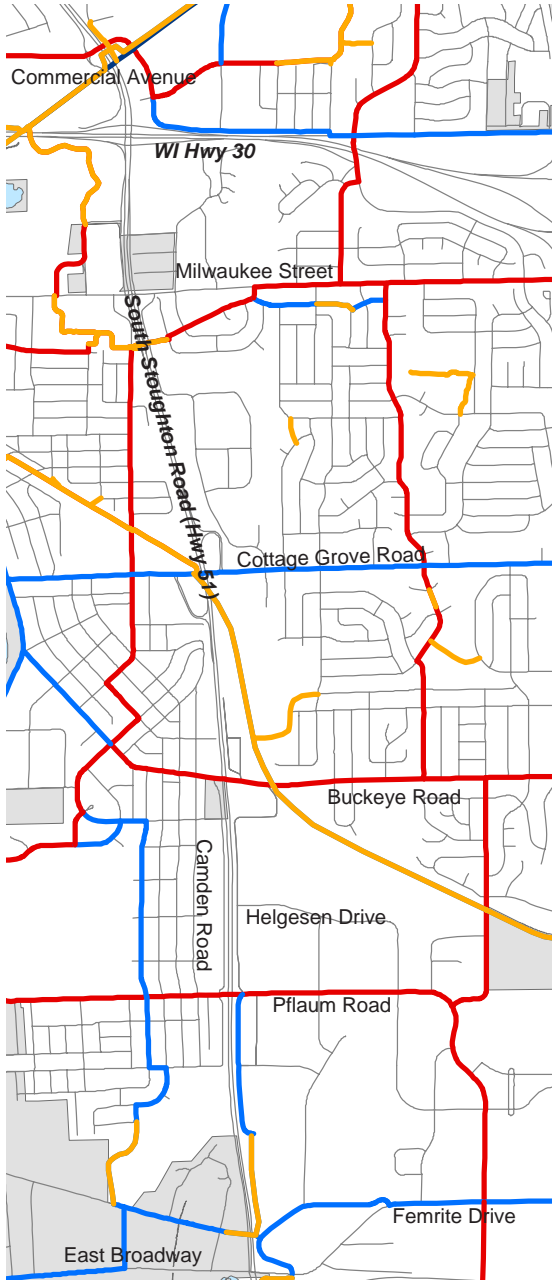 Commercial Avenue
WI Hwy 30
Milwaukee Street
South Stoughton Road (Hwy 51)
Cottage Grove Road
Buckeye Road
Camden Road
Helgesen Drive
Pflaum Road
Femrite Drive
East Broadway